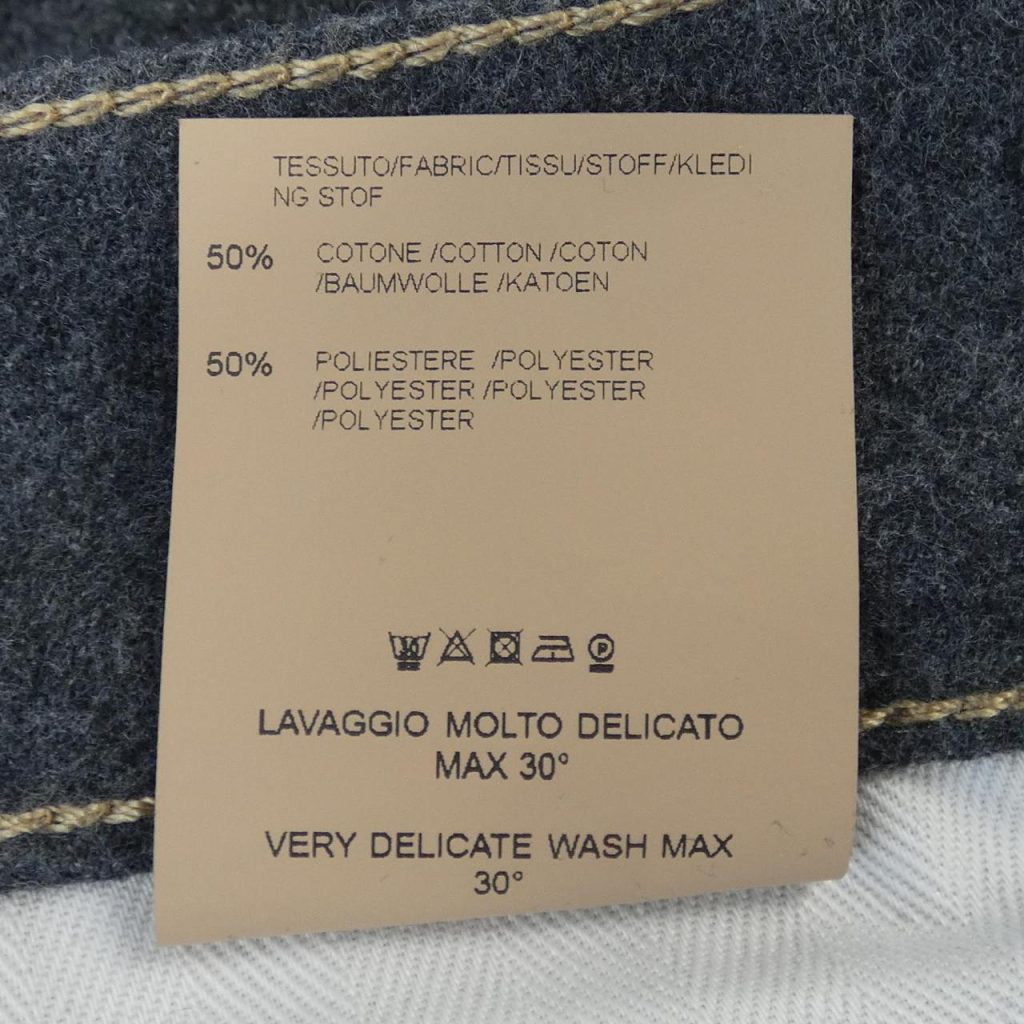 TESSUTO/FABRIC/TISSU/STOFF/KLEDI
NG STOF
50% COTONE /COTTON /COTON
/BAUMWOLLE /KATOEN
50% POLIESTERE /POLYESTER
/POLYESTER /POLYESTER
/POLYESTER
30 P
LAVAGGIO MOLTO DELICATO
MAX 30°
VERY DELICATE WASH MAX
30°